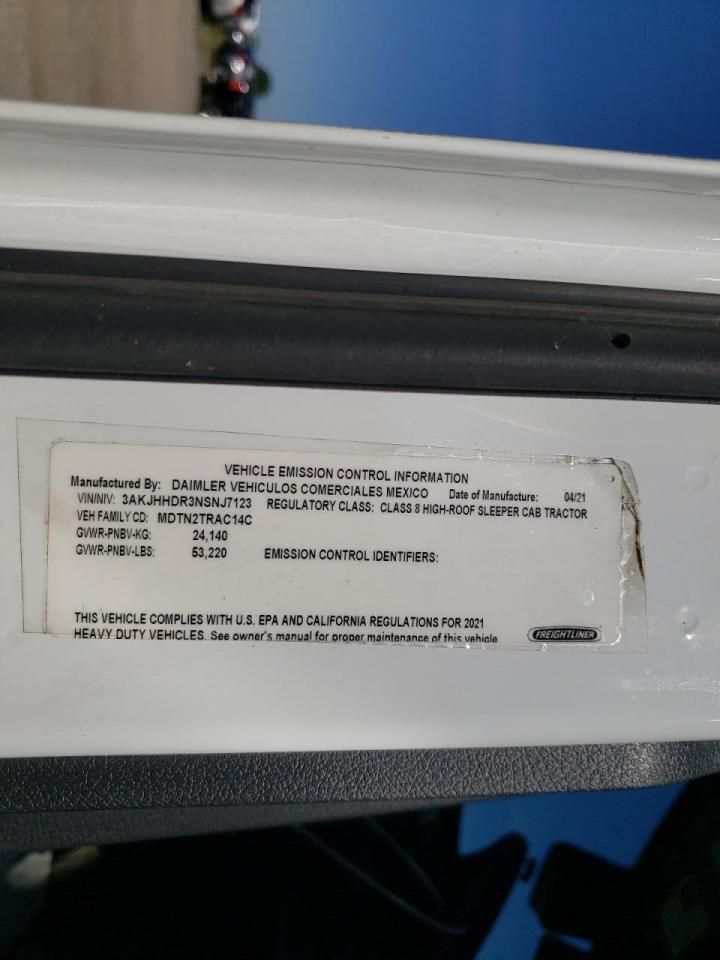 VEHICLE EMISSION CONTROL INFORMATION
Manufactured By: DAIMLER VEHICULOS COMERCIALES MEXICO Date of Manufacture: 04/21
VIN/NIV: 3AKJHHDR3NSNJ7123 REGULATORY CLASS: CLASS 8 HIGH-ROOF SLEEPER CAB TRACTOR
VEH FAMILY CD: MDTN2TRAC14C
GVWR-PNBV-KG: 24,140
GVWR-PNBV-LBS: 53,220 EMISSION CONTROL IDENTIFIERS:
THIS VEHICLE COMPLIES WITH U.S. EPA AND CALIFORNIA REGULATIONS FOR 2021
HEAVY DUTY VEHICLES. See owner's manual for proper maintenance of this vehicle
FREIGHTLINER